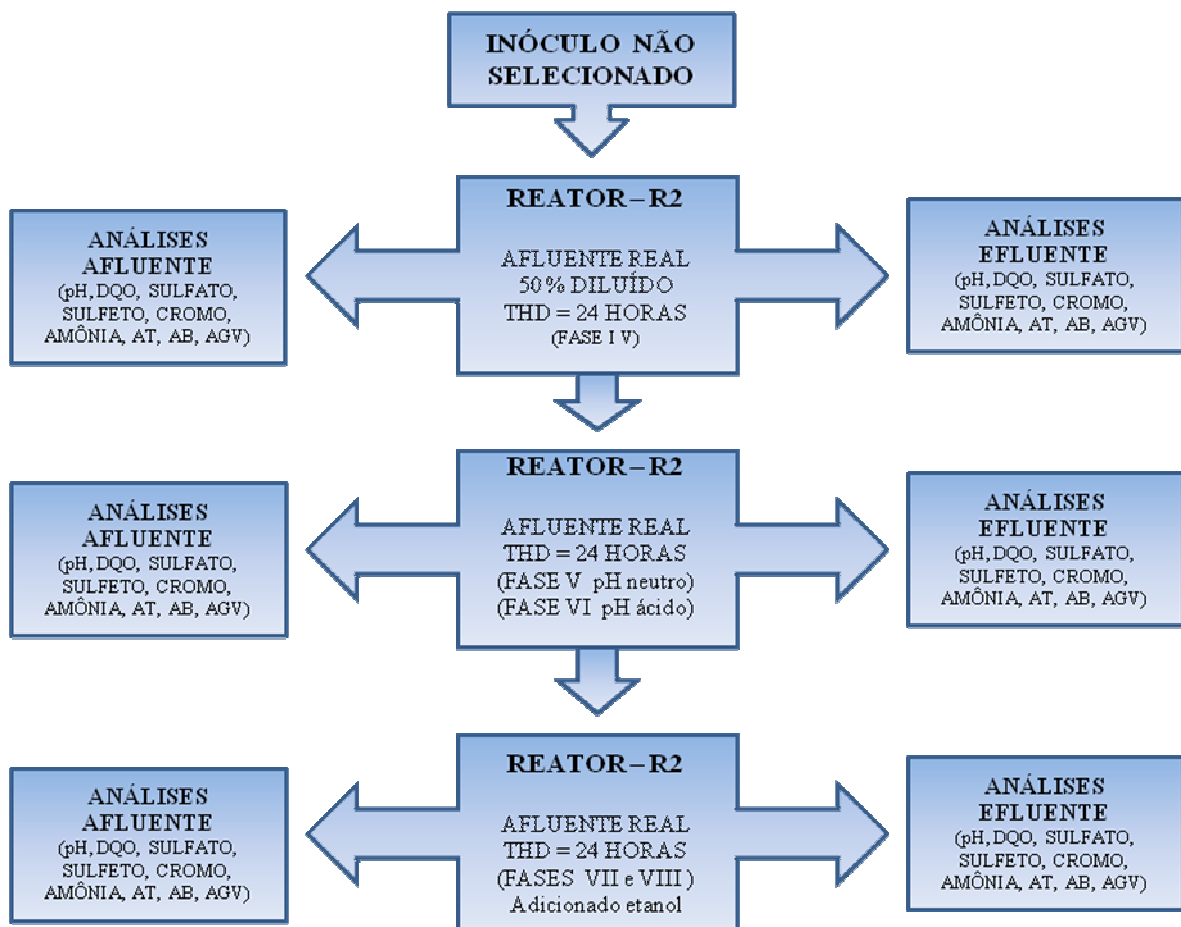 INÓCULO NÃO
SELECIONADO
REATOR – R2
AFLUENTE REAL
50% DILUÍDO
THD = 24 HORAS
(FASE I V)
ANÁLISES
AFLUENTE
(pH, DQO, SULFATO,
SULFETO, CROMO,
AMÔNIA, AT, AB, AGV)
ANÁLISES
EFLUENTE
(pH, DQO, SULFATO,
SULFETO, CROMO,
AMÔNIA, AT, AB, AGV)
REATOR – R2
AFLUENTE REAL
THD = 24 HORAS
(FASE V pH neutro)
(FASE VI pH ácido)
ANÁLISES
AFLUENTE
(pH, DQO, SULFATO,
SULFETO, CROMO,
AMÔNIA, AT, AB, AGV)
ANÁLISES
EFLUENTE
(pH, DQO, SULFATO,
SULFETO, CROMO,
AMÔNIA, AT, AB, AGV)
REATOR – R2
AFLUENTE REAL
THD = 24 HORAS
(FASES VII e VIII )
Adicionado etanol
ANÁLISES
AFLUENTE
(pH, DQO, SULFATO,
SULFETO, CROMO,
AMÔNIA, AT, AB, AGV)
ANÁLISES
EFLUENTE
(pH, DQO, SULFATO,
SULFETO, CROMO,
AMÔNIA, AT, AB, AGV)